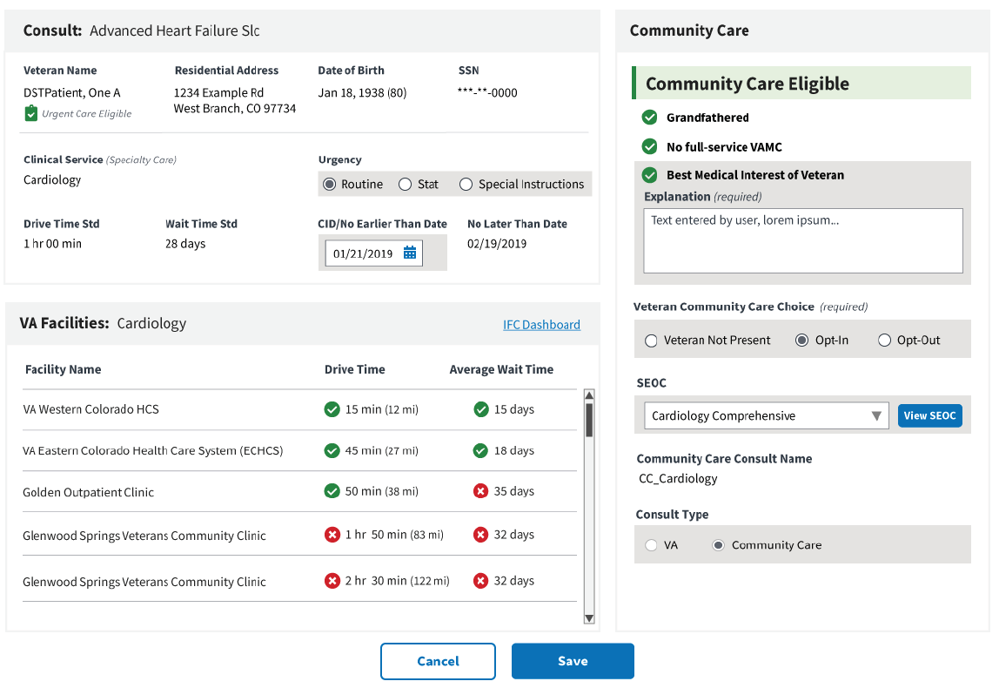 Consult: Advanced Heart Failure Slc
Veteran Name Residential Address Date of Birth SSN
DSTPatient, One A 1234 Example Rd Jan 18, 1938 (80) ***-**-0000
Urgent Care Eligible West Branch, CO 97734
Clinical Service (Specialty Care) Urgency
Cardiology Routine Stat Special Instructions
Drive Time Std Wait Time Std CID/No Earlier Than Date No Later Than Date
1 hr 00 min 28 days 01/21/2019 02/19/2019
VA Facilities: Cardiology IFC Dashboard
Facility Name Drive Time Average Wait Time
VA Western Colorado HCS 15 min (12 mi) 15 days
VA Eastern Colorado Health Care System (ECHCS) 45 min (27 mi) 18 days
Golden Outpatient Clinic 50 min (38 mi) 35 days
Glenwood Springs Veterans Community Clinic 1 hr 50 min (83 mi) 32 days
Glenwood Springs Veterans Community Clinic 2 hr 30 min (122 mi) 32 days
Community Care
Community Care Eligible
Grandfathered
No full-service VAMC
Best Medical Interest of Veteran
Explanation (required)
Text entered by user, lorem ipsum...
Veteran Community Care Choice (required)
Veteran Not Present Opt-In Opt-Out
SEOC
Cardiology Comprehensive View SEOC
Community Care Consult Name
CC_Cardiology
Consult Type
VA Community Care
Cancel Save